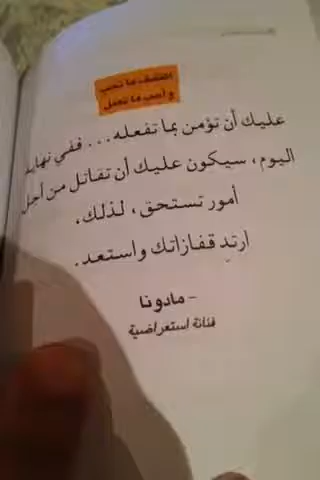 اكتشف ما تحب
و أحب ما تعمل
عليك أن تؤمن بما تفعله... ففي نهاية
اليوم، سيكون عليك أن تقاتل من أجل
أمور تستحق، لذلك،
ارتد قفازاتك واستعد.
- مادونا
فنانة استعراضية